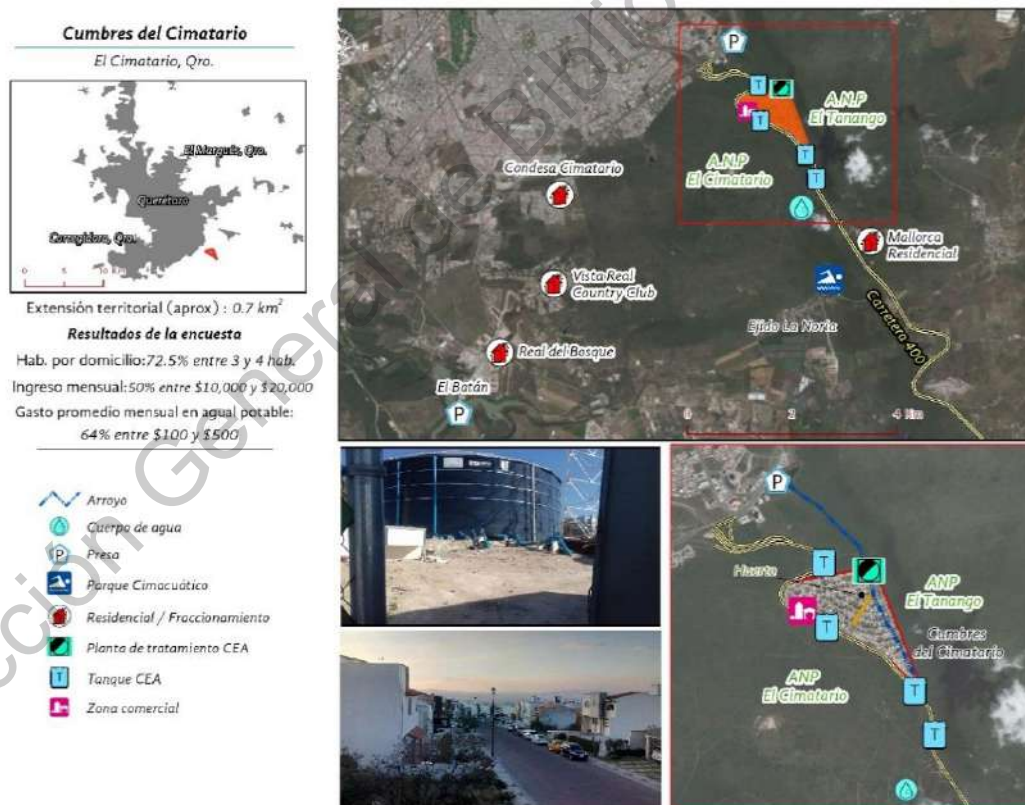 Cumbres del Cimatario
El Cimatario, Qro.
El Marqués, Qro.
Querétaro
Corregidora, Qro.
0 5 10 Km
Extensión territorial (aprox) : 0.7 km²
Resultados de la encuesta
Hab. por domicilio:72.5% entre 3 y 4 hab.
Ingreso mensual:50% entre $10,000 y $20,000
Gasto promedio mensual en agual potable:
64% entre $100 y $500
Arroyo
Cuerpo de agua
P
Presa
Parque Cimacuático
Residencial / Fraccionamiento
Planta de tratamiento CEA
T
Tanque CEA
Zona comercial
P
T
A.N.P
El Tanango
T
T
A.N.P
El Cimatario
T
Condesa Cimatario
Mallorca
Residencial
Vista Real
Country Club
Ejido La Noria
Carretera 400
Real del Bosque
El Batán
P
0 2 4 Km
P
T
Huerto
ANP
El Tanango
T
Cumbres
del Cimatario
ANP
El Cimatario
T
T
Dirección General de Biblio